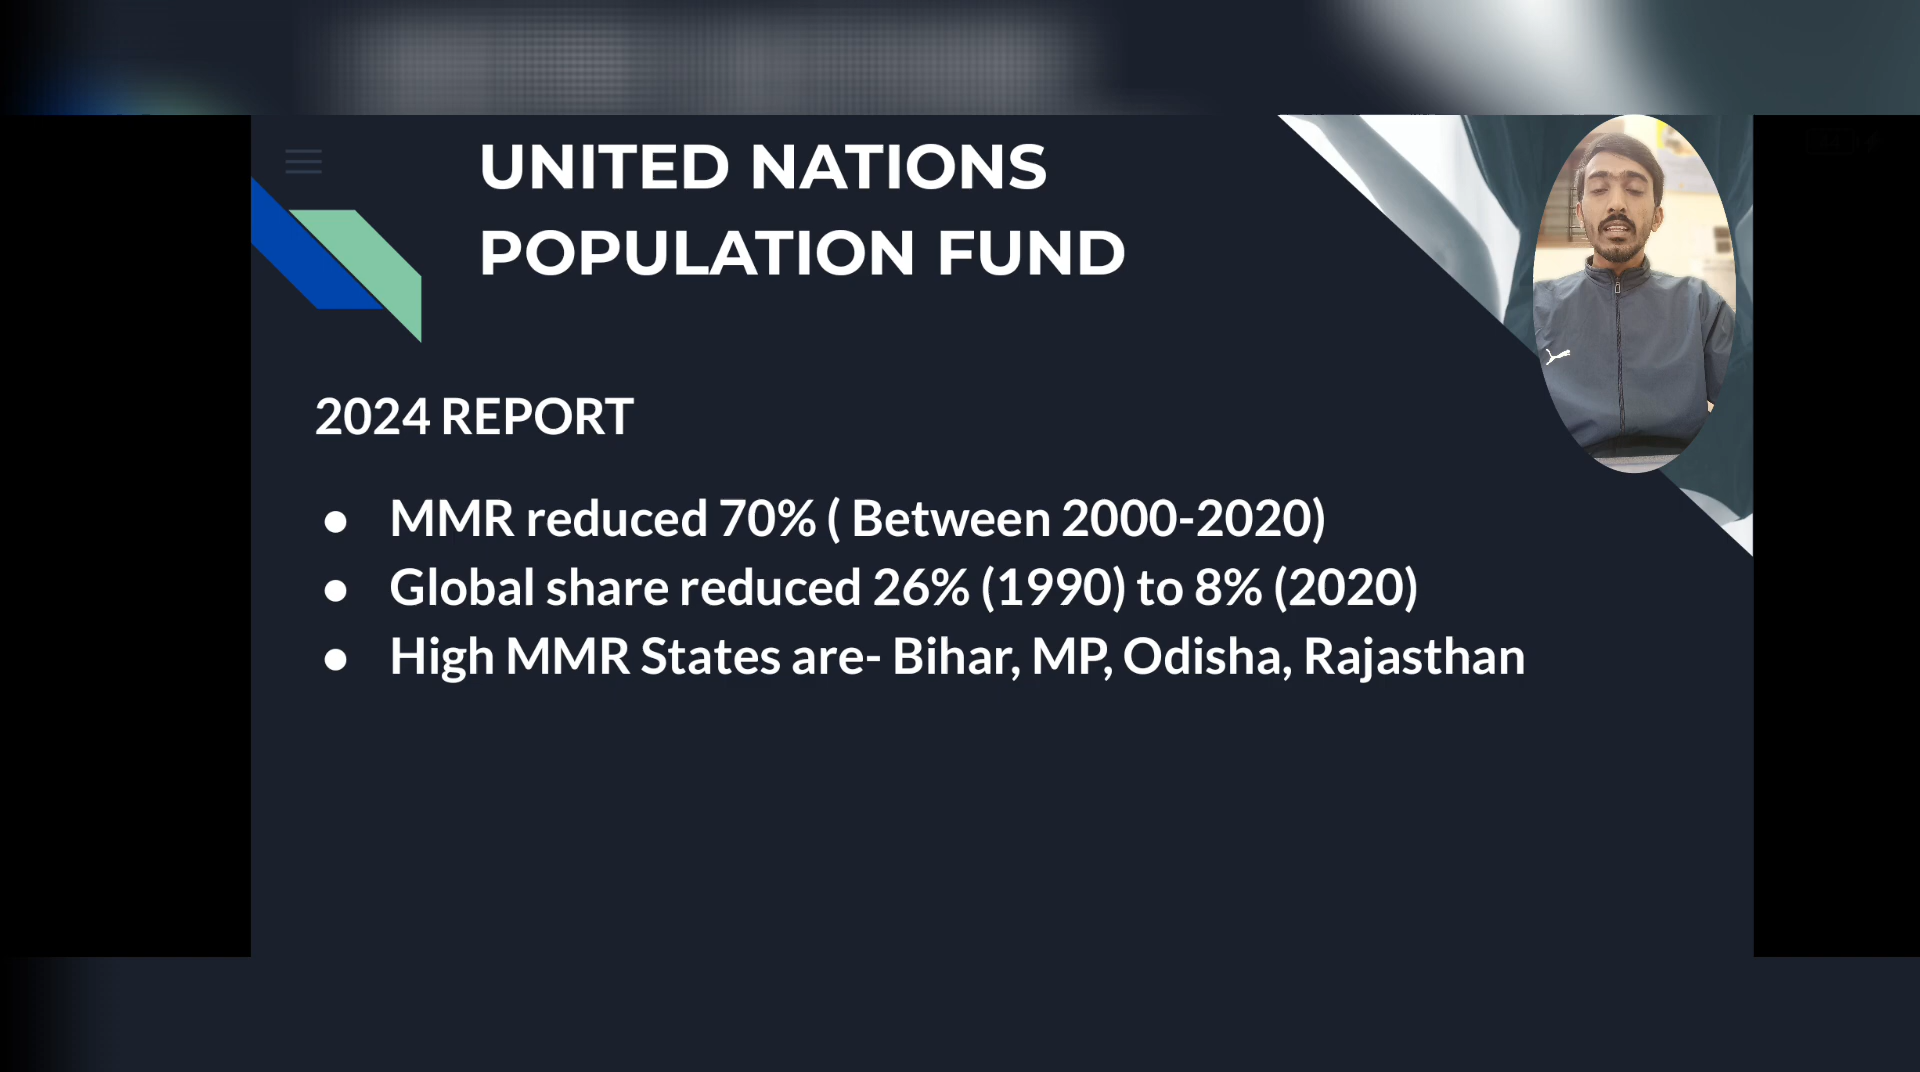 UNITED NATIONS
POPULATION FUND
2024 REPORT
● MMR reduced 70% ( Between 2000-2020)
● Global share reduced 26% (1990) to 8% (2020)
● High MMR States are- Bihar, MP, Odisha, Rajasthan